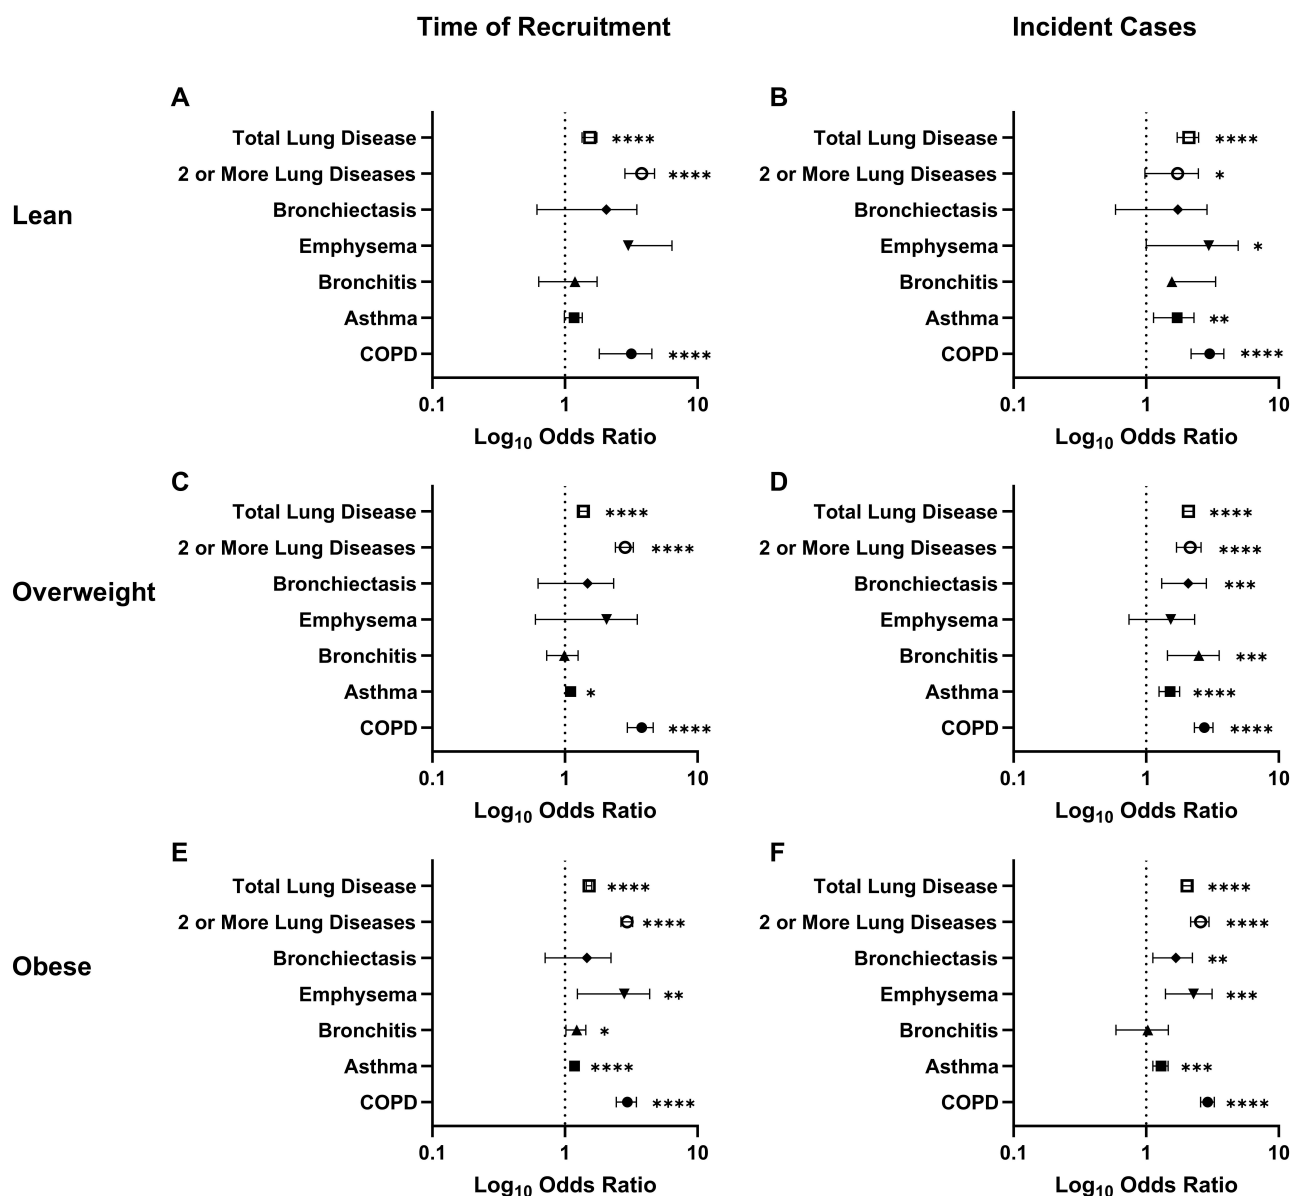 Time of Recruitment
Incident Cases
Lean
A
Total Lung Disease ****
2 or More Lung Diseases ****
Bronchiectasis
Emphysema
Bronchitis
Asthma
COPD ****
0.1 1 10
Log10 Odds Ratio
B
Total Lung Disease ****
2 or More Lung Diseases *
Bronchiectasis
Emphysema *
Bronchitis
Asthma **
COPD ****
0.1 1 10
Log10 Odds Ratio
Overweight
C
Total Lung Disease ****
2 or More Lung Diseases ****
Bronchiectasis
Emphysema
Bronchitis
Asthma *
COPD ****
0.1 1 10
Log10 Odds Ratio
D
Total Lung Disease ****
2 or More Lung Diseases ****
Bronchiectasis ***
Emphysema
Bronchitis ***
Asthma ****
COPD ****
0.1 1 10
Log10 Odds Ratio
Obese
E
Total Lung Disease ****
2 or More Lung Diseases ****
Bronchiectasis
Emphysema **
Bronchitis *
Asthma ****
COPD ****
0.1 1 10
Log10 Odds Ratio
F
Total Lung Disease ****
2 or More Lung Diseases ****
Bronchiectasis **
Emphysema ***
Bronchitis
Asthma ***
COPD ****
0.1 1 10
Log10 Odds Ratio